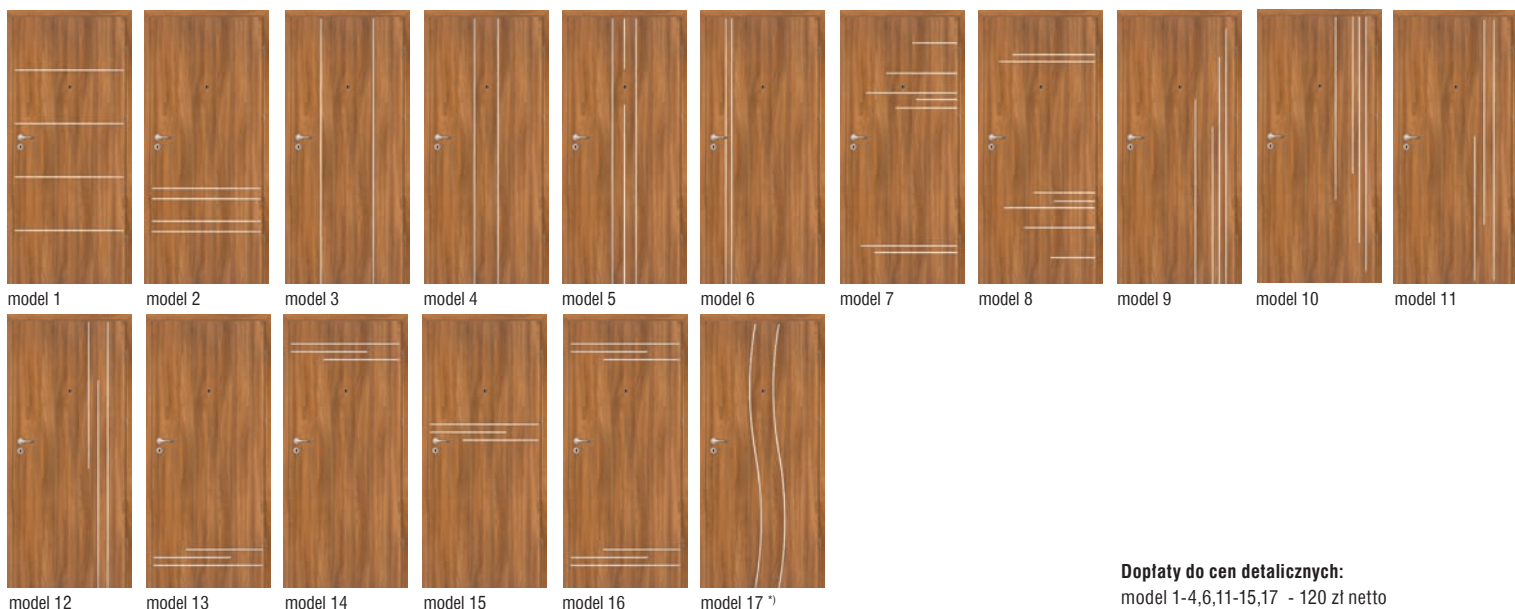 model 1 model 2 model 3 model 4 model 5 model 6 model 7 model 8 model 9 model 10 model 11
model 12 model 13 model 14 model 15 model 16 model 17 *)
Dopłaty do cen detalicznych:
model 1-4,6,11-15,17 - 120 zł netto